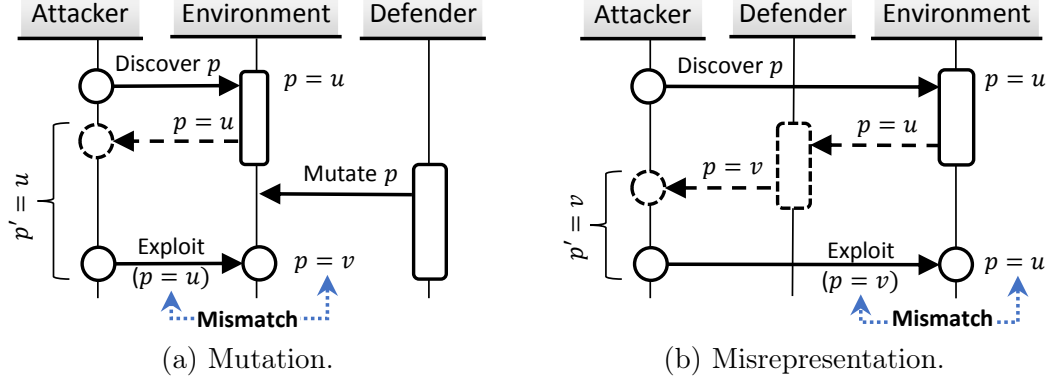 Attacker Environment Defender
Discover p
p = u
p = u
Mutate p
p′ = u
Exploit
(p = u)
p = v
Mismatch
(a) Mutation.
Attacker Defender Environment
Discover p
p = u
p = u
p = v
p′ = v
Exploit
(p = v)
p = u
Mismatch
(b) Misrepresentation.